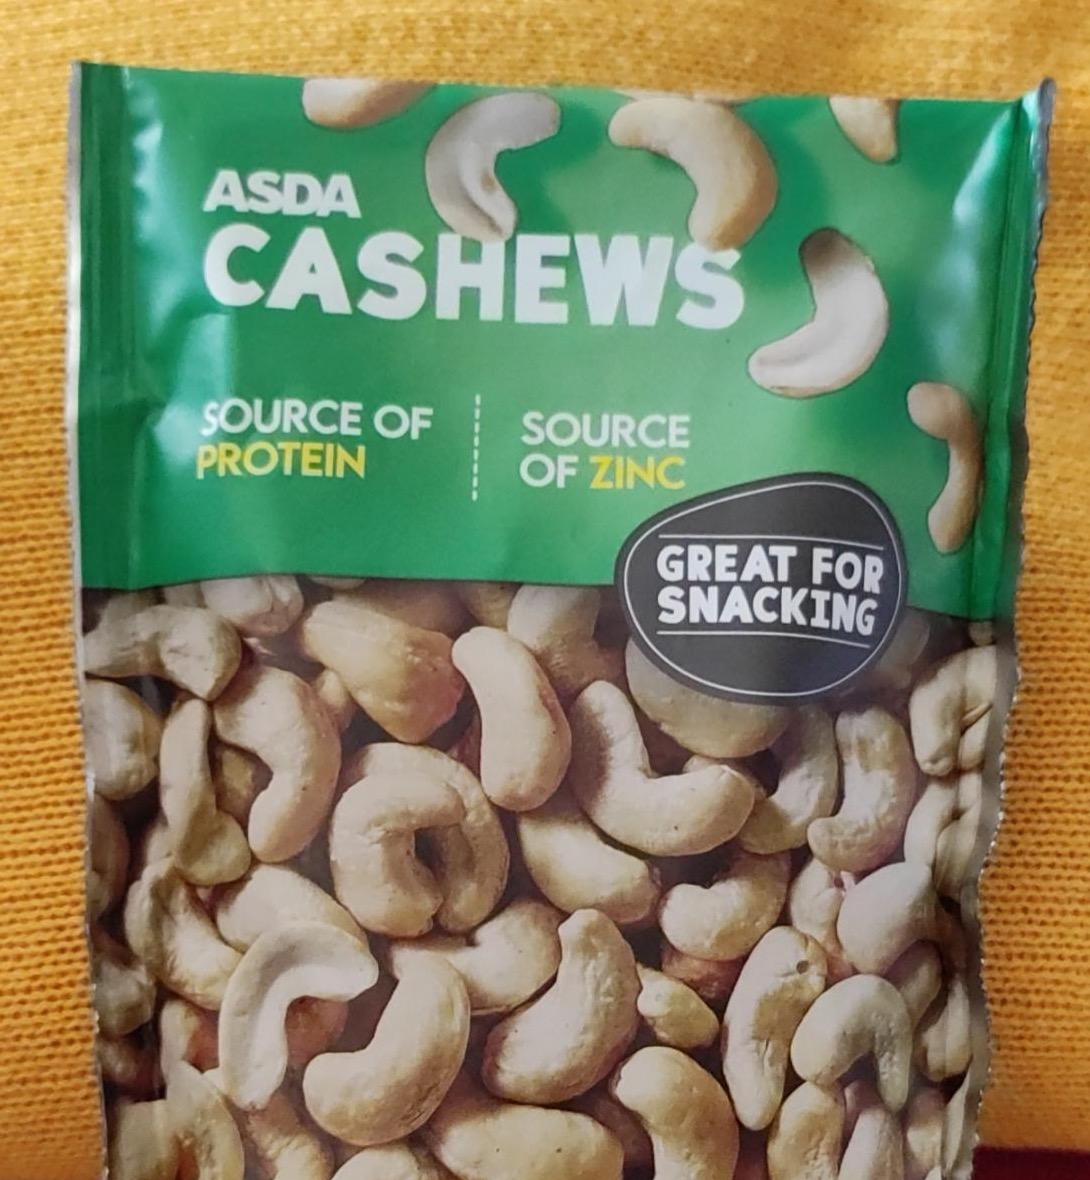 ASDA
CASHEWS
SOURCE OF
PROTEIN
SOURCE
OF ZINC
GREAT FOR
SNACKING